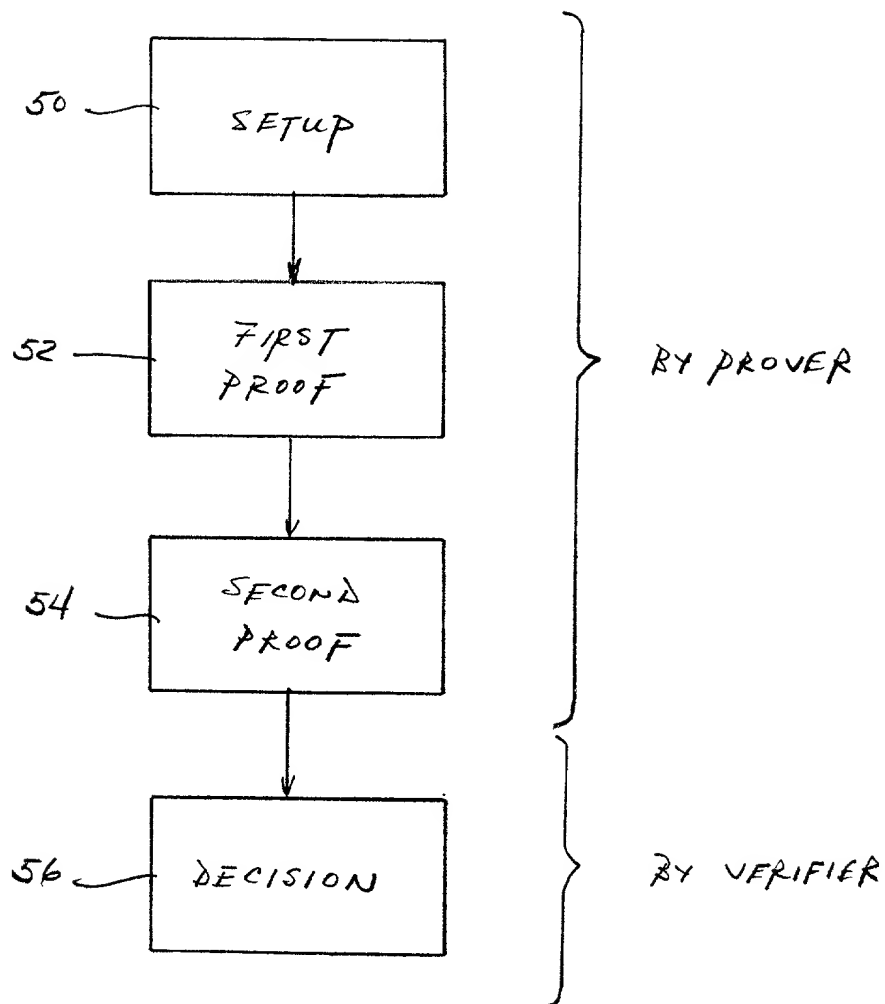 50
SETUP
52
FIRST
PROOF
BY PROVER
54
SECOND
PROOF
56
DECISION
BY VERIFIER